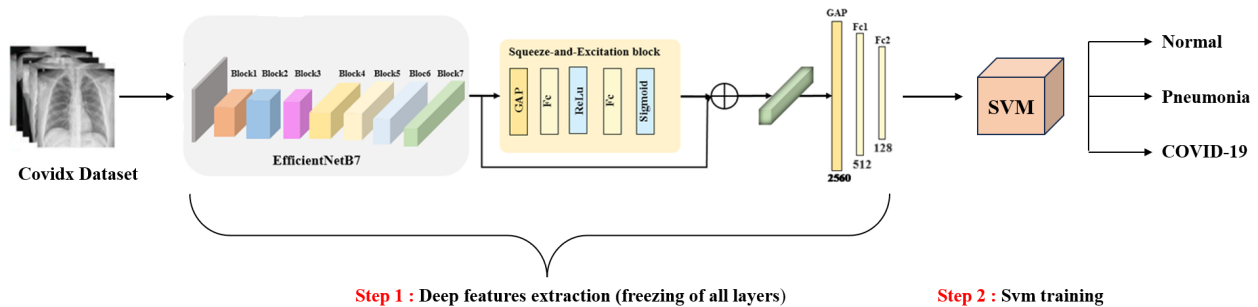 Covidx Dataset
Block1 Block2 Block3 Block4 Block5 Bloc6 Block7
EfficientNetB7
Squeeze-and-Excitation block
GAP
Fc
ReLu
Fc
Sigmoid
GAP
Fc1
Fc2
2560
512
128
SVM
Normal
Pneumonia
COVID-19
Step 1 : Deep features extraction (freezing of all layers)
Step 2 : Svm training